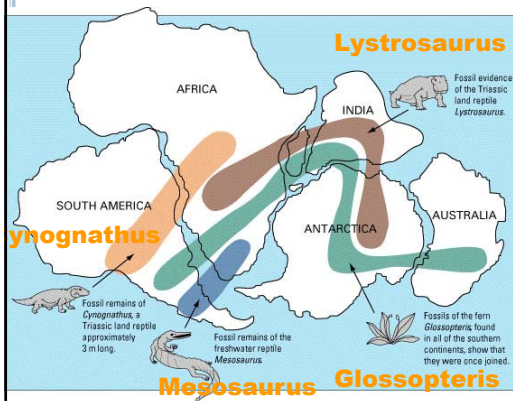 Lystrosaurus
Fossil evidence
of the Triassic
land reptile
Lystrosaurus.
AFRICA
INDIA
SOUTH AMERICA
ANTARCTICA
AUSTRALIA
ynognathus
Fossil remains of
Cynognathus, a
Triassic land reptile
approximately
3 m long.
Fossil remains of the
freshwater reptile
Mesosaurus.
Fossils of the fern
Glossopteris, found
in all of the southern
continents, show that
they were once joined.
Mesosaurus
Glossopteris